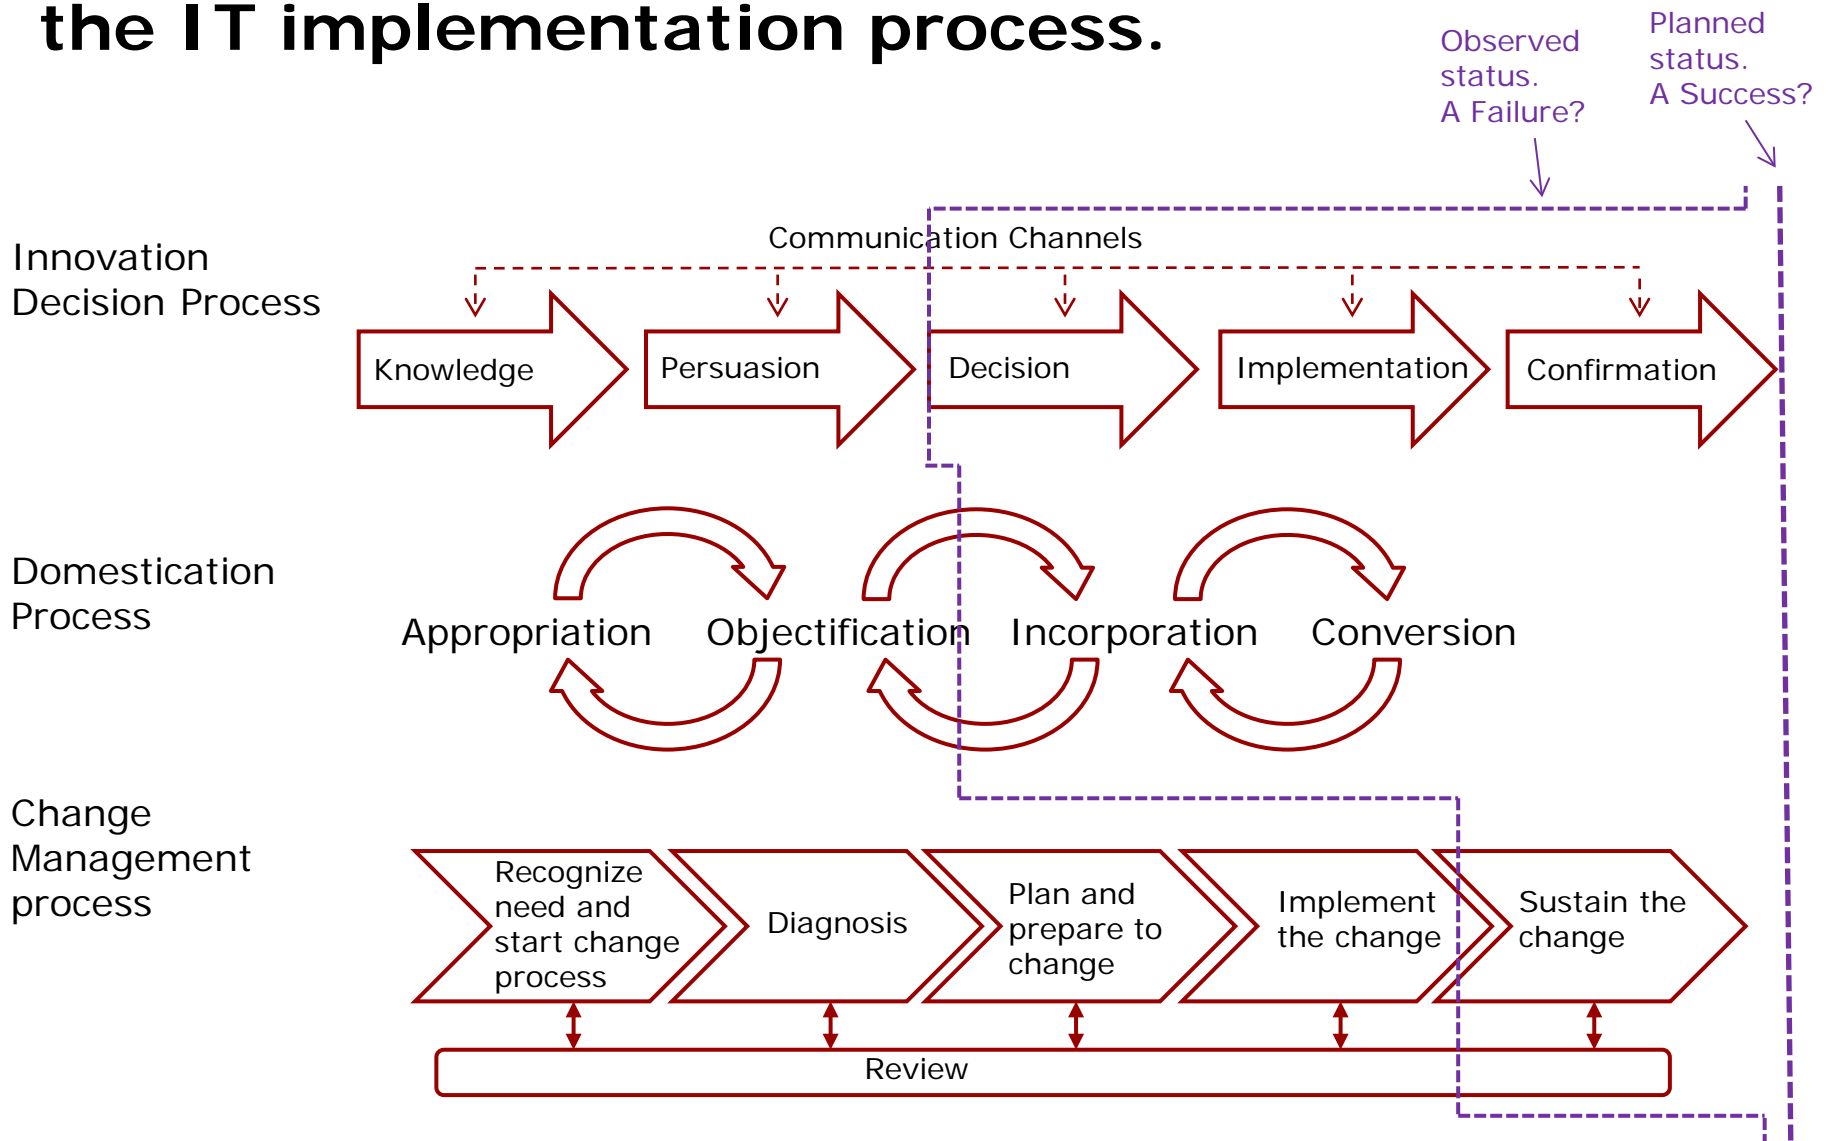 the IT implementation process.
Observed
status.
A Failure?
Planned
status.
A Success?
Innovation
Decision Process
Communication Channels
Knowledge
Persuasion
Decision
Implementation
Confirmation
Domestication
Process
Appropriation
Objectification
Incorporation
Conversion
Change
Management
process
Recognize
need and
start change
process
Diagnosis
Plan and
prepare to
change
Implement
the change
Sustain the
change
Review